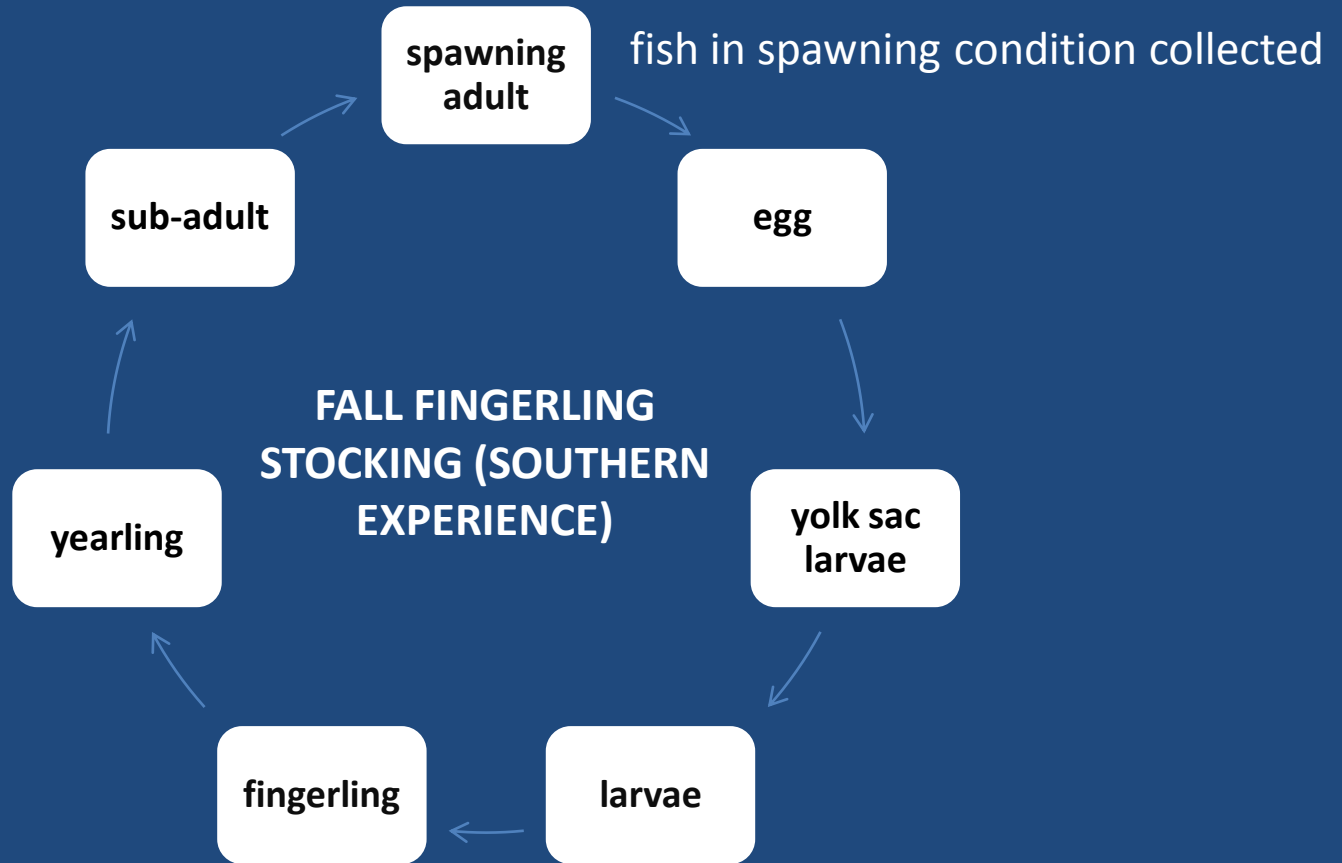 spawning
adult
fish in spawning condition collected
sub-adult
egg
FALL FINGERLING
STOCKING (SOUTHERN
EXPERIENCE)
yearling
yolk sac
larvae
fingerling
larvae